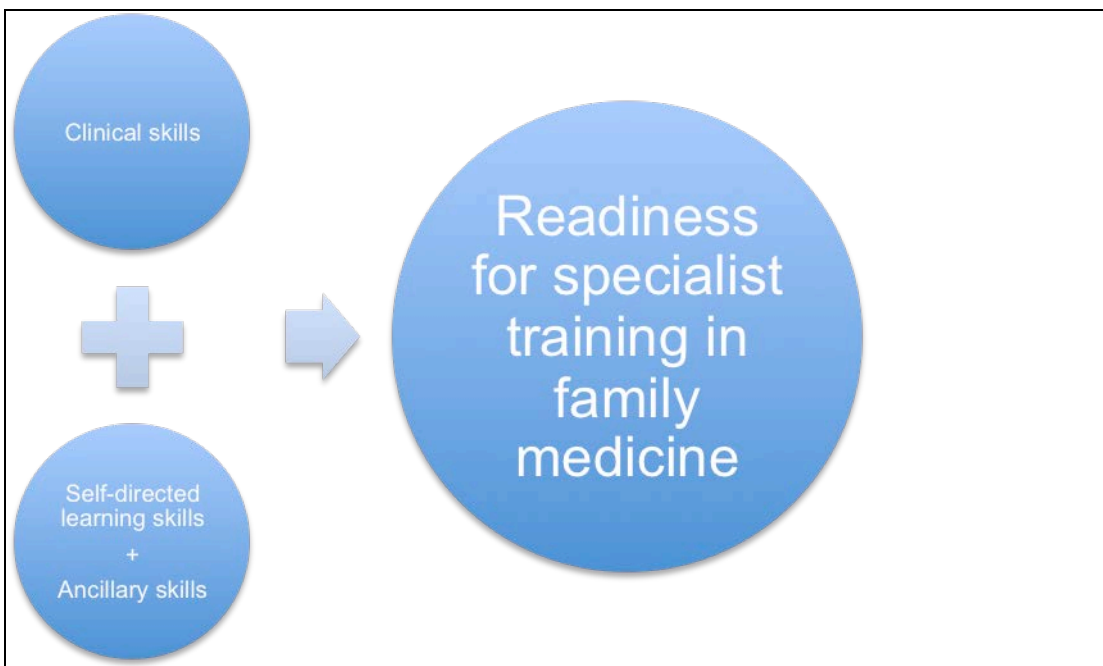 Clinical skills
Self-directed
learning skills
+
Ancillary skills
Readiness
for specialist
training in
family
medicine